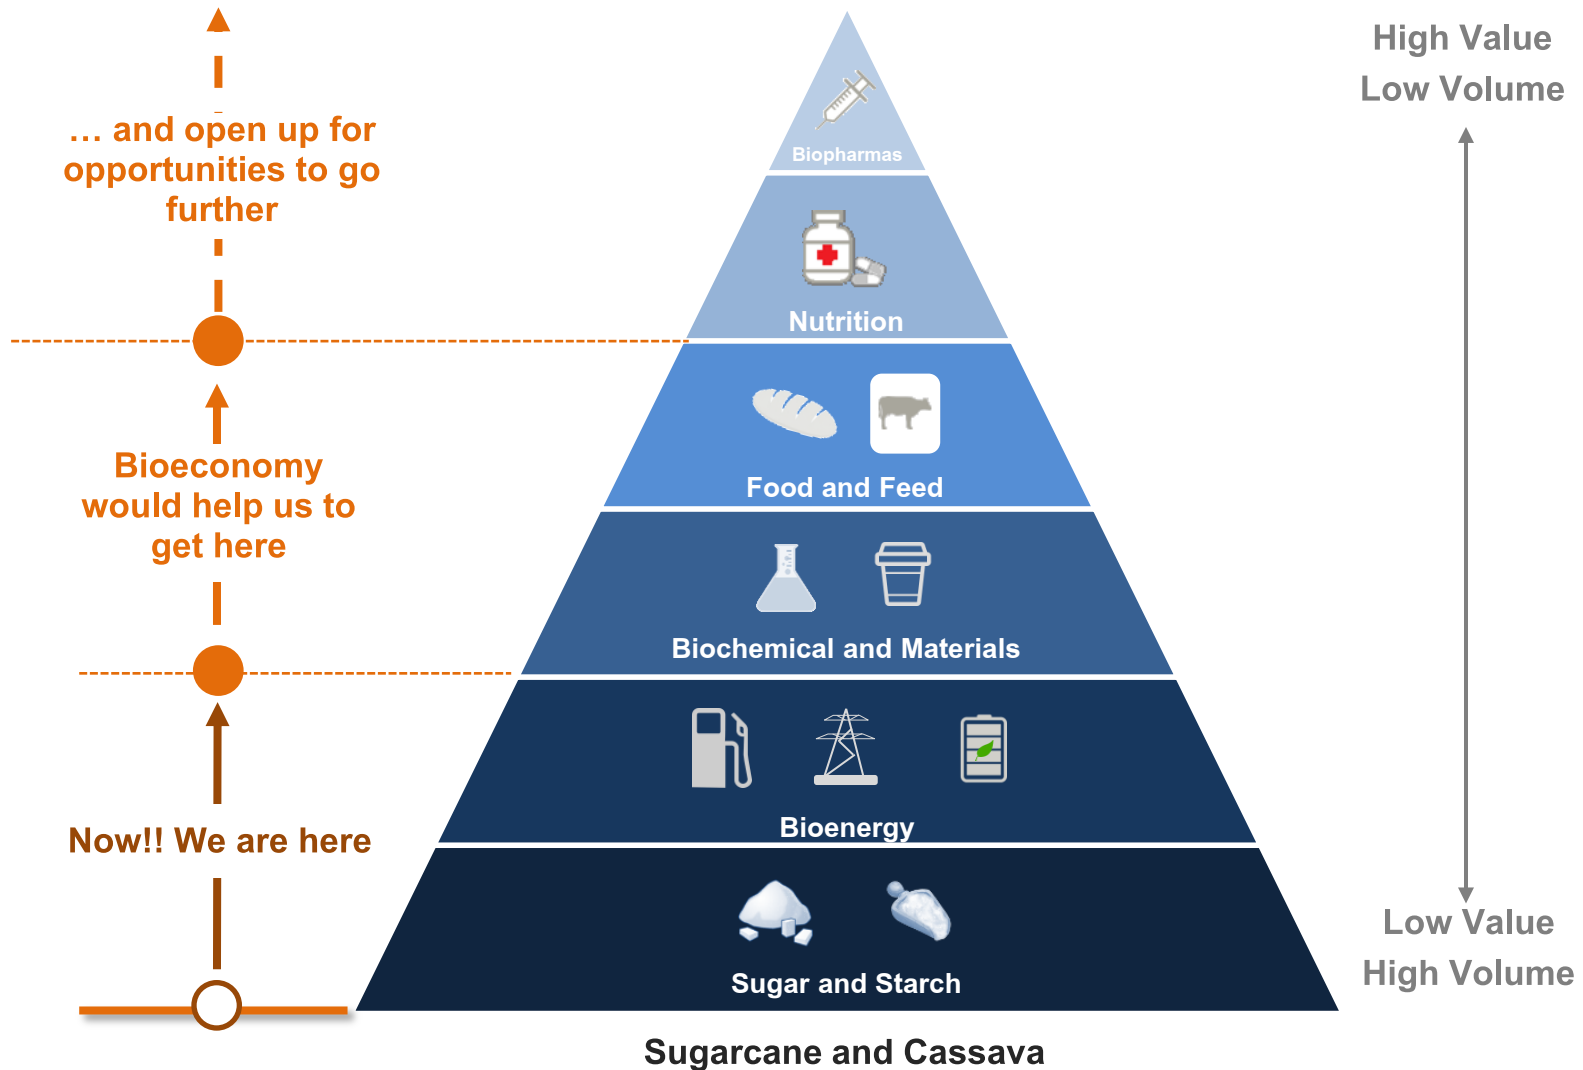 … and open up for
opportunities to go
further
Bioeconomy
would help us to
get here
Now!! We are here
Biopharmas
Nutrition
Food and Feed
Biochemical and Materials
Bioenergy
Sugar and Starch
Sugarcane and Cassava
High Value
Low Volume
Low Value
High Volume